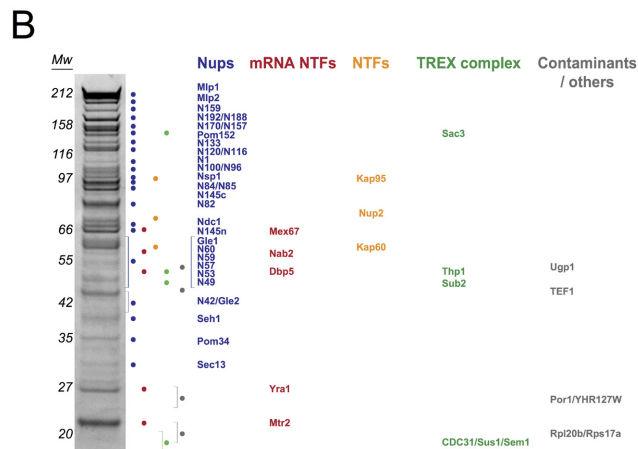 B
Mw Nups mRNA NTFs NTFs TREX complex Contaminants
/ others
Mlp1
212
Mlp2
N159
N192/N188
158 N170/N157
Pom152 Sac3
N133
N120/N116
116 N1
N100/N96
97 Nsp1 Kap95
N84/N85
N145c
N82
Nup2
Ndc1
66 N145n Mex67
Gle1
N60 Nab2 Kap60
N59
55 N57 Ugp1
N53 Dbp5 Thp1
N49 Sub2
TEF1
42 N42/Gle2
Seh1
35 Pom34
Sec13
27 Yra1
Por1/YHR127W
Mtr2
20 Rpl20b/Rps17a
CDC31/Sus1/Sem1